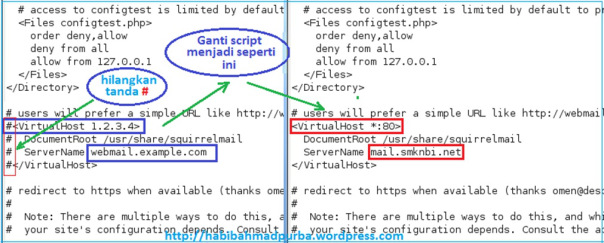 # access to configtest is limited by default to p
<Files configtest.php>
order deny,allow
deny from all
allow from 127.0.0.1
</Files>
</Directory>
hilangkan
tanda #
# users will prefer a simple URL like http://webma
#<VirtualHost 1.2.3.4>
# DocumentRoot /usr/share/squirrelmail
# ServerName webmail.example.com
#</VirtualHost>
# redirect to https when available (thanks omen@des
#
# Note: There are multiple ways to do this, a
# your site's configuration depends. Consult
Ganti script
menjadi seperti
ini
# access to configtest is limited by default to pr
<Files configtest.php>
order deny,allow
deny from all
allow from 127.0.0.1
</Files>
</Directory>
# users will prefer a simple URL like http://webmai
<VirtualHost *:80>
DocumentRoot /usr/share/squirrelmail
ServerName mail.smknbi.net
</VirtualHost>
# redirect to https when available (thanks omen@desc
#
# Note: There are multiple ways to do this, and wh
# your site's configuration depends. Consult the a
http://habibahmadpurba.wordpress.com